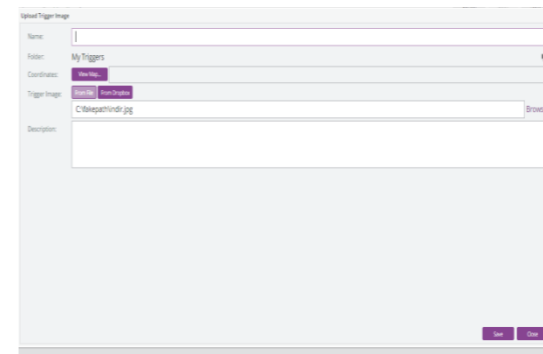 Upload Trigger Image
Name:
Folder: My Triggers
Coordinates: View Map...
Trigger Image: From File From Dropbox
C:\fakepath\indir.jpg Brows
Description:
Save Close